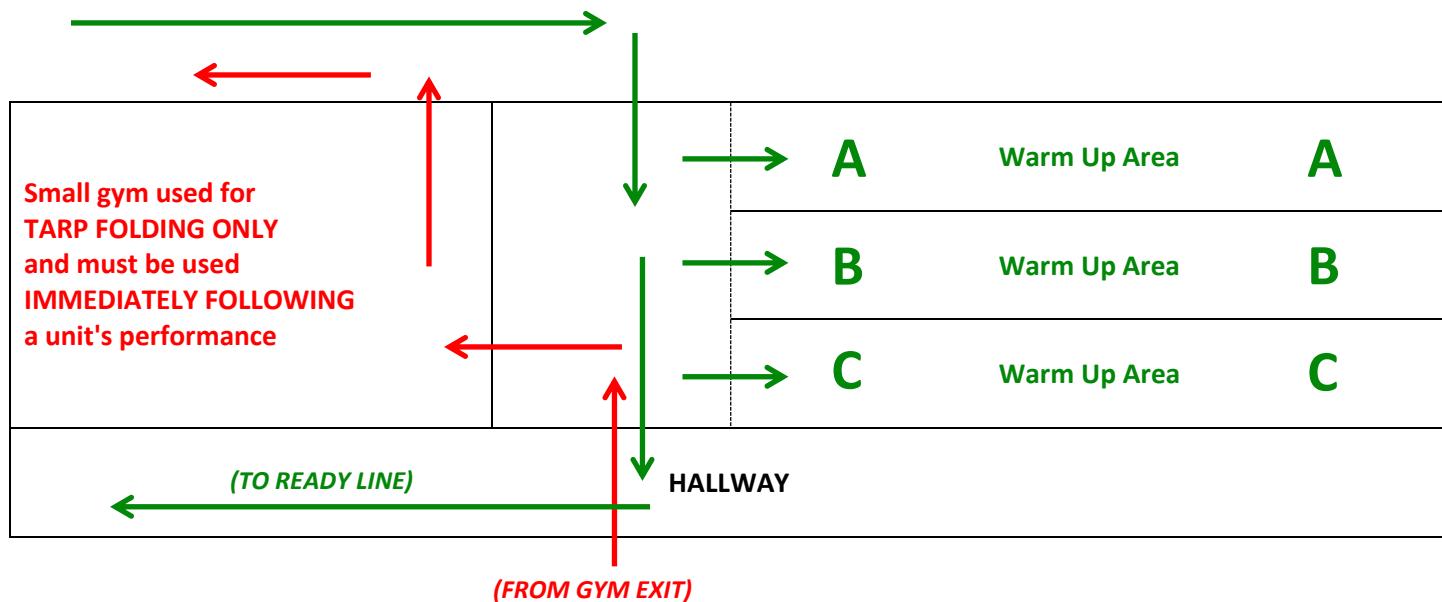 A Warm Up Area A
Small gym used for
TARP FOLDING ONLY
and must be used
IMMEDIATELY FOLLOWING
a unit's performance
B Warm Up Area B
C Warm Up Area C
(TO READY LINE)
HALLWAY
(FROM GYM EXIT)